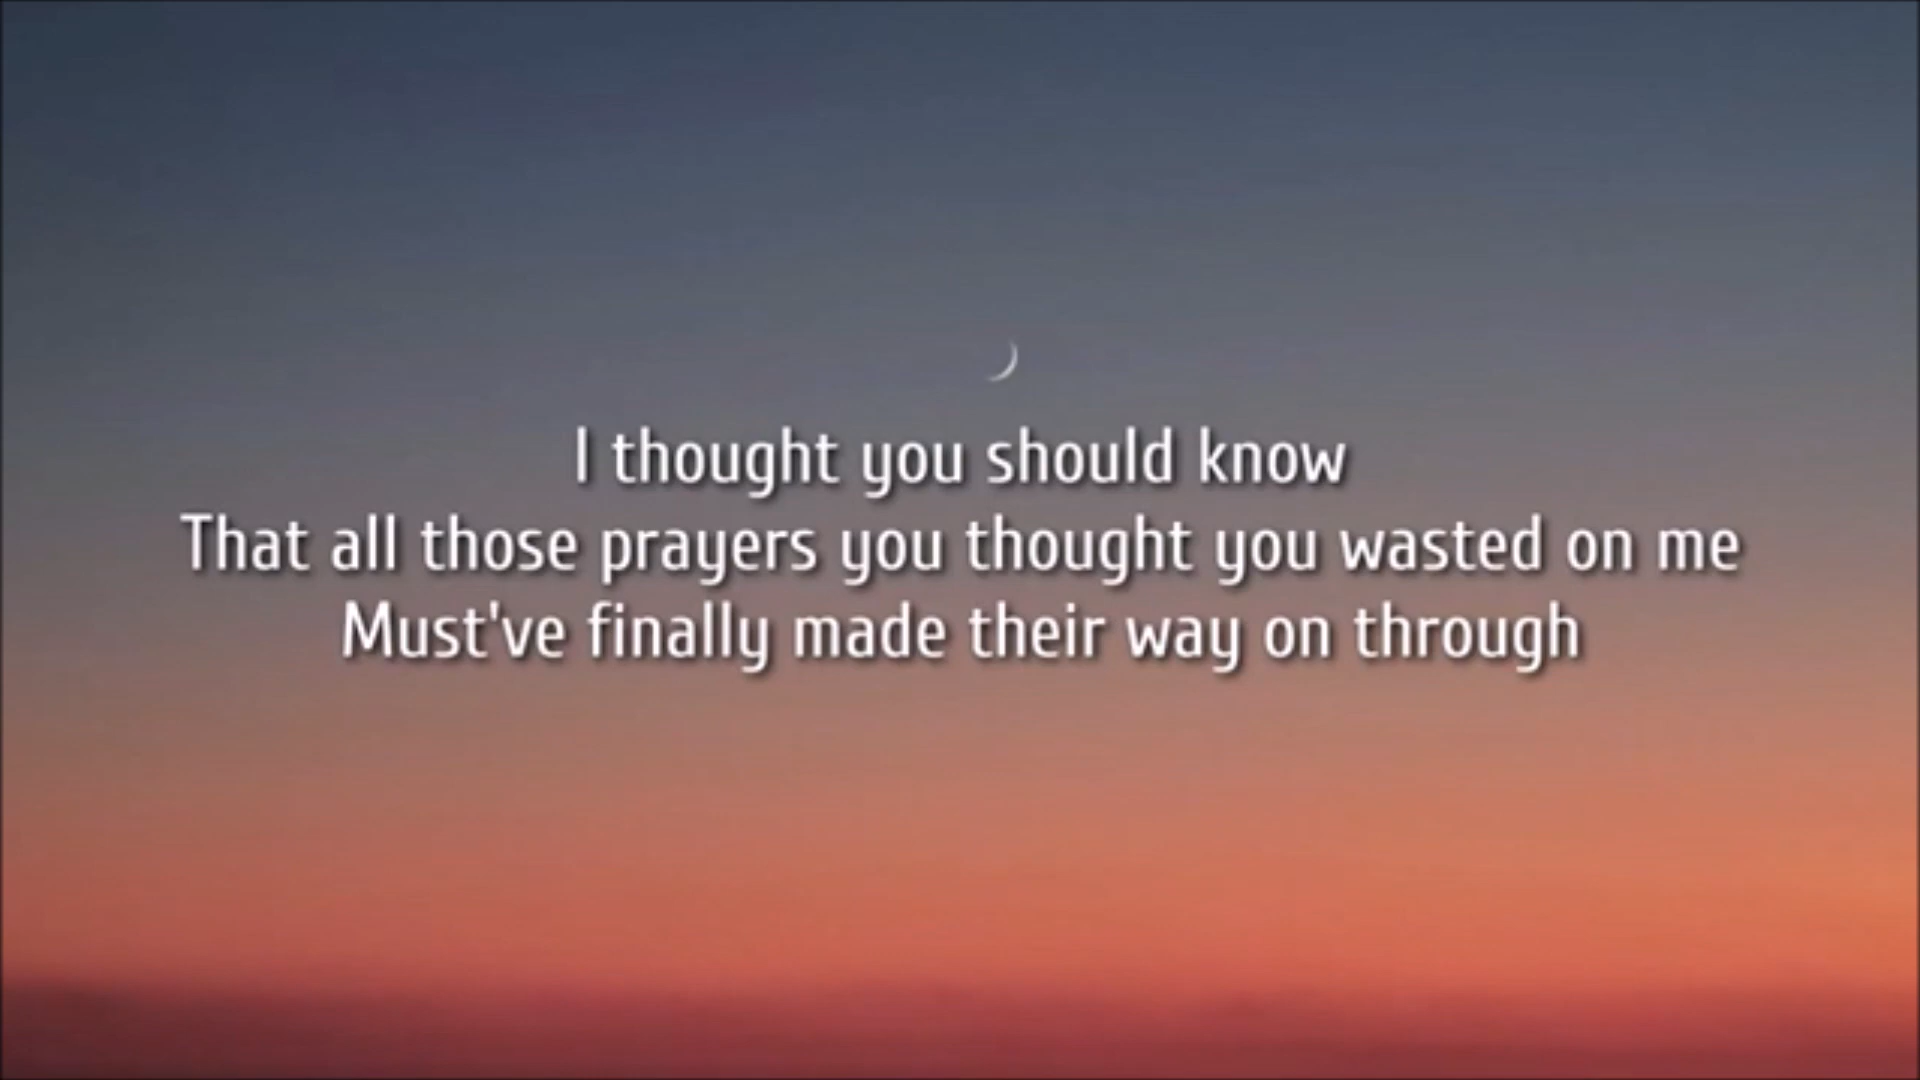 I thought you should know
That all those prayers you thought you wasted on me
Must've finally made their way on through